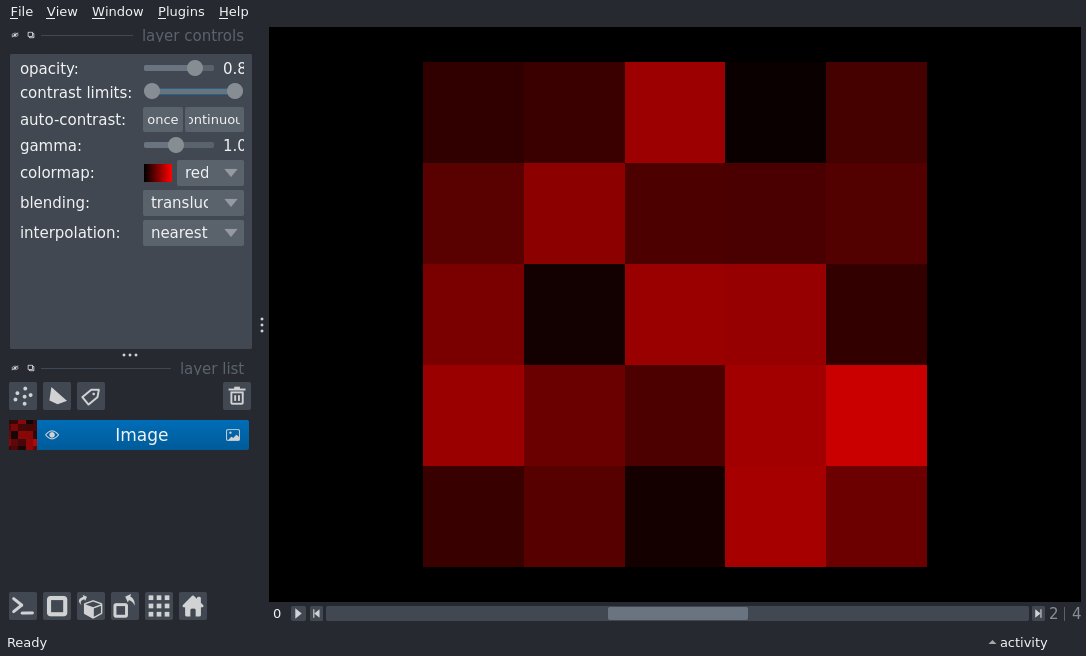 File View Window Plugins Help
layer controls
opacity: 0.8
contrast limits:
auto-contrast: once ontinuou
gamma: 1.0
colormap: red
blending: transluc
interpolation: nearest
layer list
Image
0 2 | 4
Ready
activity